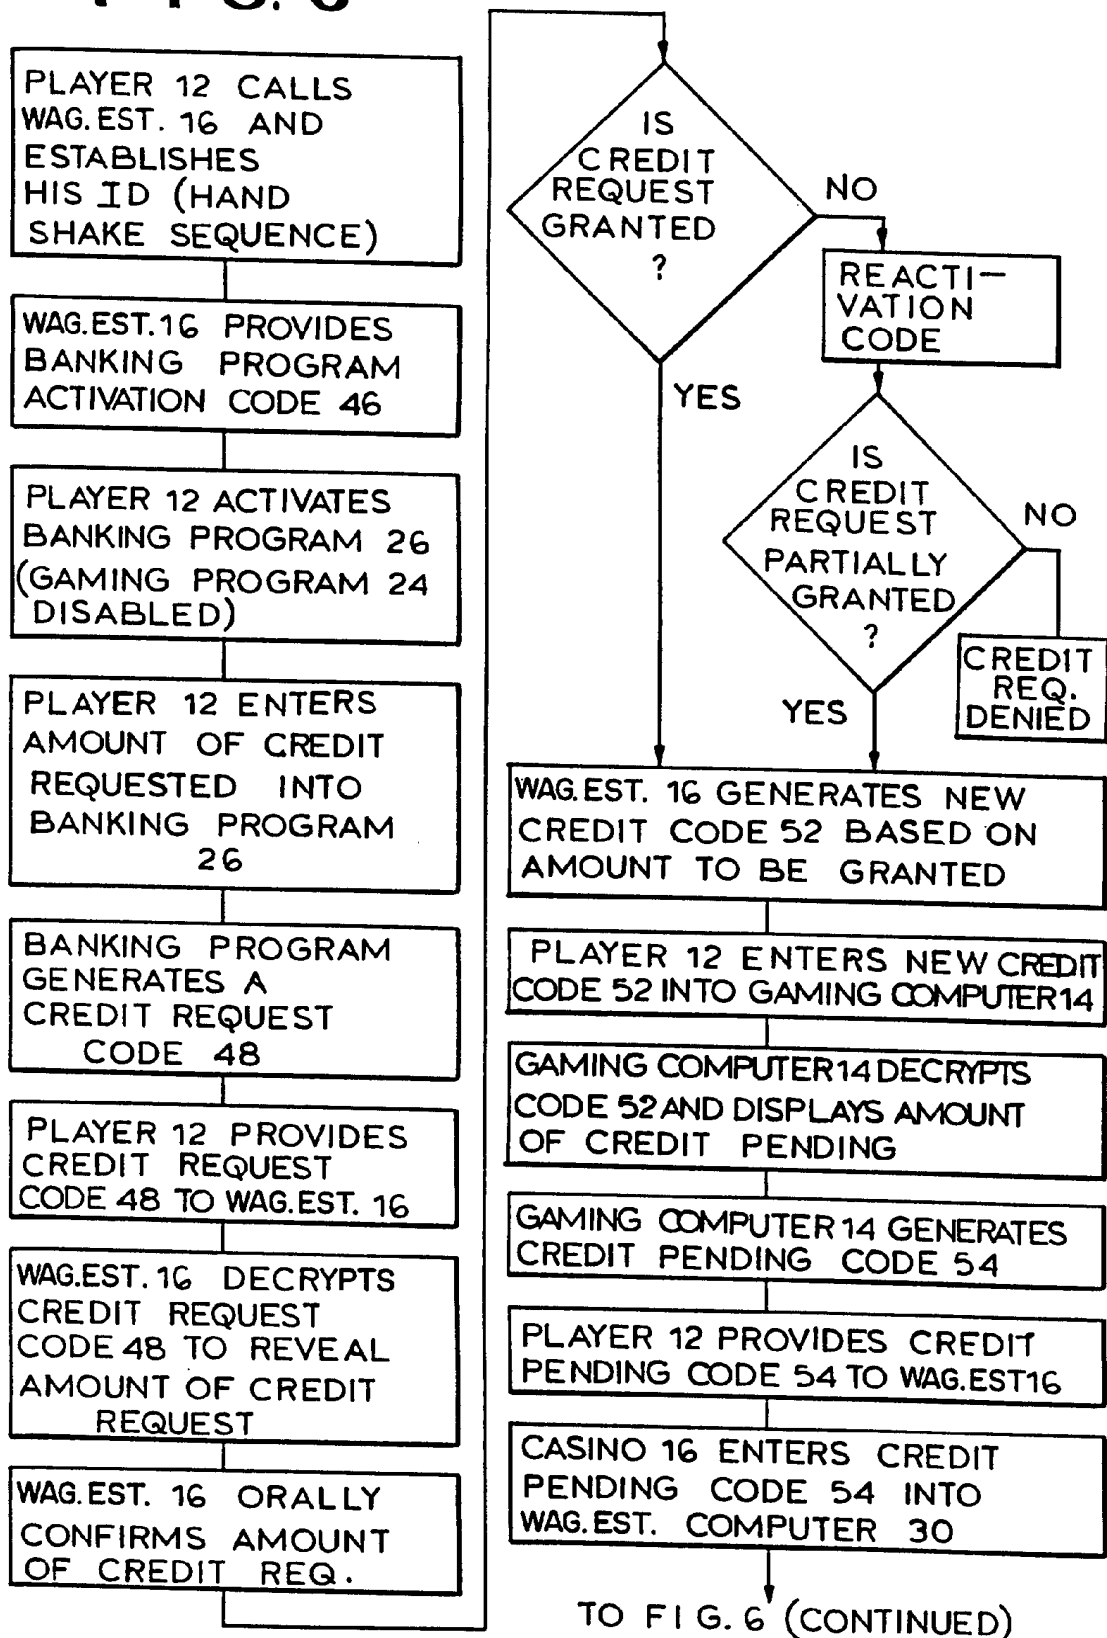 PLAYER 12 CALLS
WAG.EST. 16 AND
ESTABLISHES
HIS ID (HAND
SHAKE SEQUENCE)
WAG.EST.16 PROVIDES
BANKING PROGRAM
ACTIVATION CODE 46
PLAYER 12 ACTIVATES
BANKING PROGRAM 26
(GAMING PROGRAM 24
DISABLED)
PLAYER 12 ENTERS
AMOUNT OF CREDIT
REQUESTED INTO
BANKING PROGRAM
26
BANKING PROGRAM
GENERATES A
CREDIT REQUEST
CODE 48
PLAYER 12 PROVIDES
CREDIT REQUEST
CODE 48 TO WAG.EST. 16
WAG.EST. 16 DECRYPTS
CREDIT REQUEST
CODE 48 TO REVEAL
AMOUNT OF CREDIT
REQUEST
WAG.EST. 16 ORALLY
CONFIRMS AMOUNT
OF CREDIT REQ.
IS
CREDIT
REQUEST
GRANTED
?
NO
REACTI-
VATION
CODE
YES
IS
CREDIT
REQUEST
PARTIALLY
GRANTED
?
NO
CREDIT
REQ.
DENIED
YES
WAG.EST. 16 GENERATES NEW
CREDIT CODE 52 BASED ON
AMOUNT TO BE GRANTED
PLAYER 12 ENTERS NEW CREDIT
CODE 52 INTO GAMING COMPUTER 14
GAMING COMPUTER 14 DECRYPTS
CODE 52 AND DISPLAYS AMOUNT
OF CREDIT PENDING
GAMING COMPUTER 14 GENERATES
CREDIT PENDING CODE 54
PLAYER 12 PROVIDES CREDIT
PENDING CODE 54 TO WAG.EST16
CASINO 16 ENTERS CREDIT
PENDING CODE 54 INTO
WAG.EST. COMPUTER 30
TO FIG. 6 (CONTINUED)